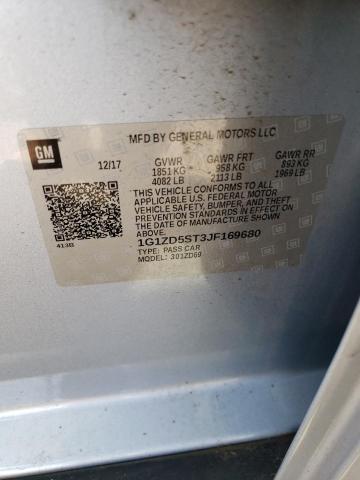 GM
MFD BY GENERAL MOTORS LLC
12/17 GVWR GAWR FRT GAWR RR
1851 KG 958 KG 893 KG
4082 LB 2113 LB 1969 LB
THIS VEHICLE CONFORMS TO ALL
APPLICABLE U.S. FEDERAL MOTOR
VEHICLE SAFETY, BUMPER, AND THEFT
PREVENTION STANDARDS IN EFFECT ON
THE DATE OF MANUFACTURE SHOWN
ABOVE.
413B
1G1ZD5ST3JF169680
TYPE: PASS CAR
MODEL: 301ZD69